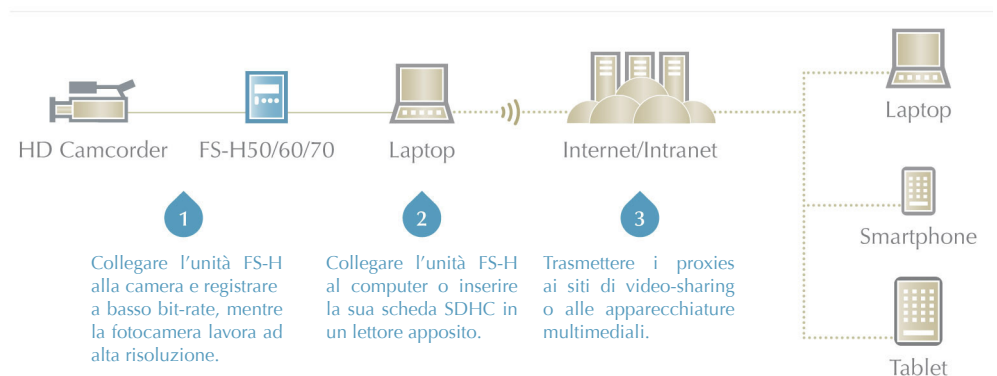 HD Camcorder
FS-H50/60/70
Laptop
Internet/Intranet
Laptop
Smartphone
Tablet
1
Collegare l'unità FS-H
alla camera e registrare
a basso bit-rate, mentre
la fotocamera lavora ad
alta risoluzione.
2
Collegare l'unità FS-H
al computer o inserire
la sua scheda SDHC in
un lettore apposito.
3
Trasmettere i proxies
ai siti di video-sharing
o alle apparecchiature
multimediali.